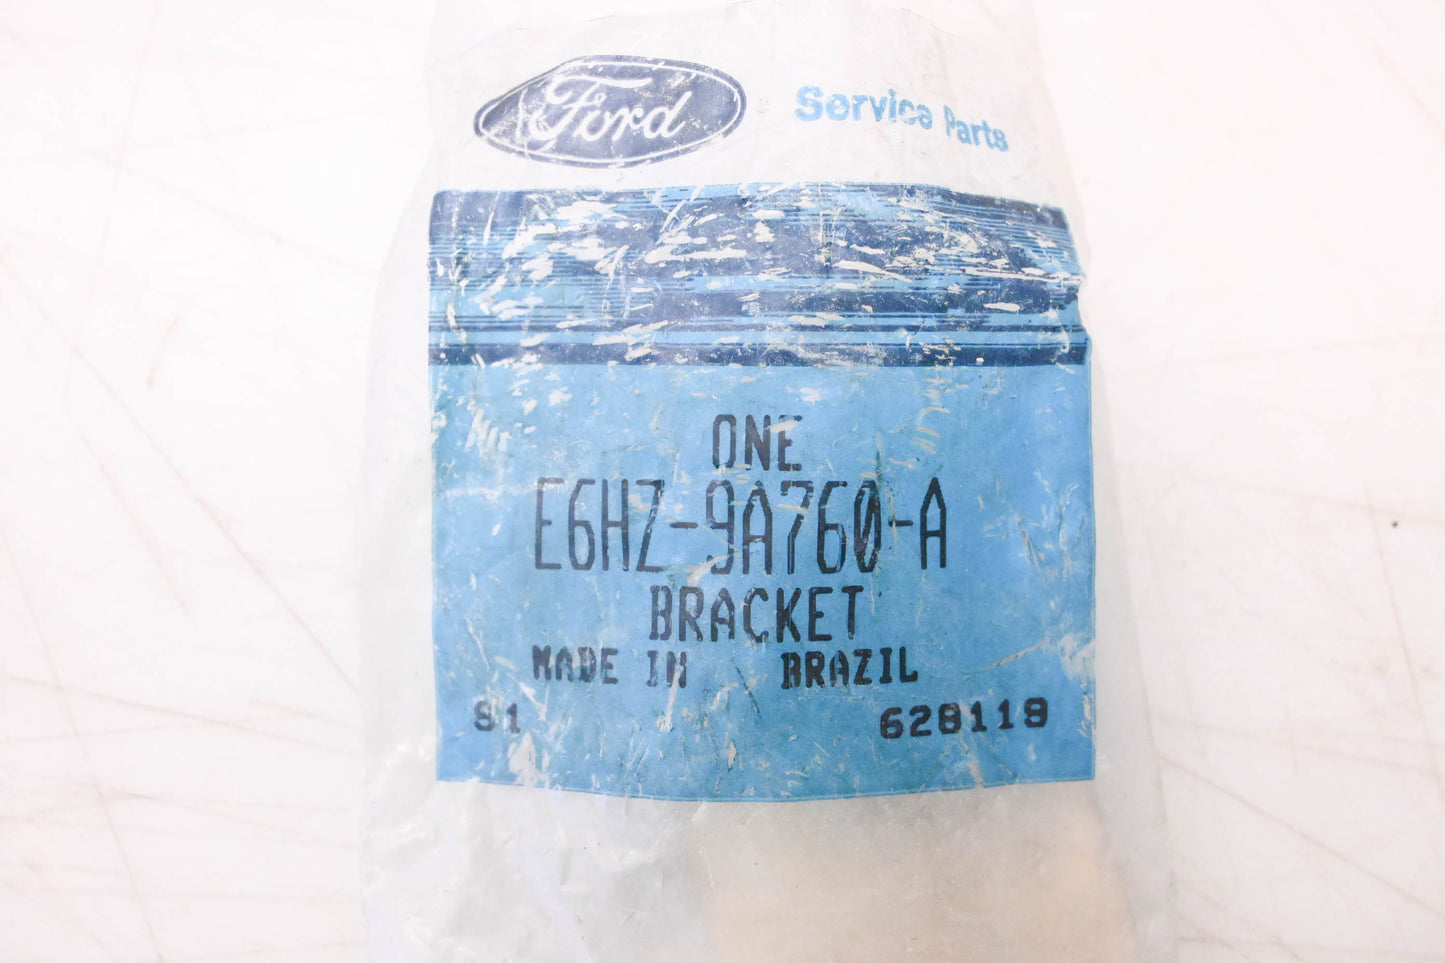 Ford
Service Parts
ONE
E6HZ-9A760-A
BRACKET
MADE IN BRAZIL
S1 628119